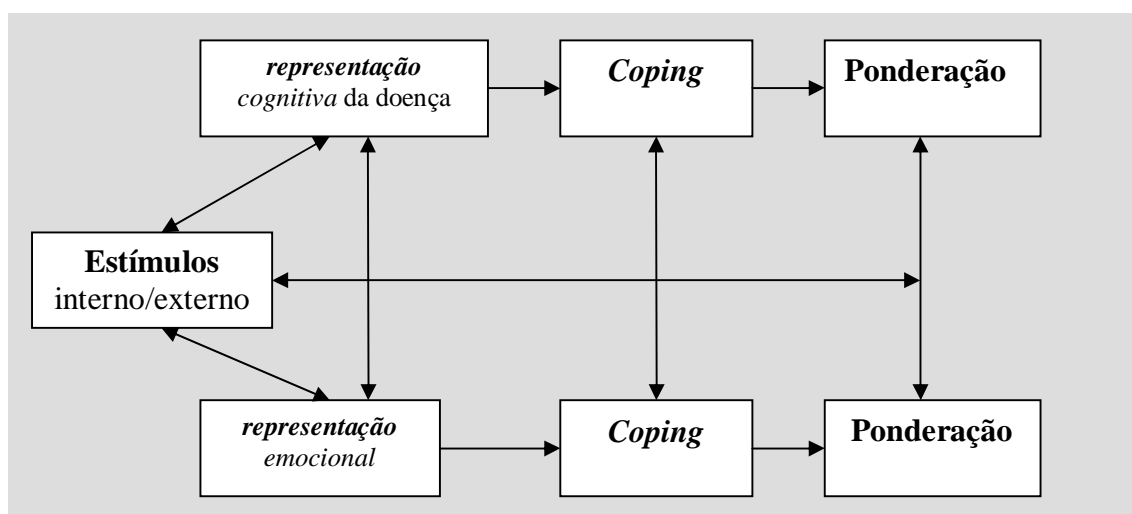 representação
cognitiva da doença
Coping
Ponderação
Estímulos
interno/externo
representação
emocional
Coping
Ponderação